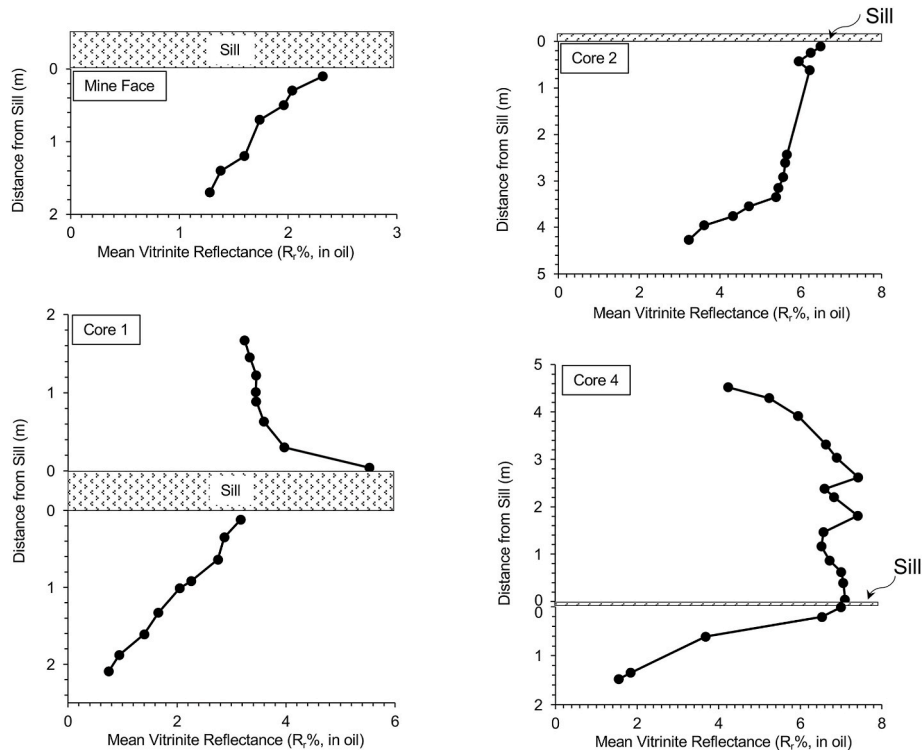 Sill
0
Mine Face
1
2
0
1
2
3
Distance from Sill (m)
Mean Vitrinite Reflectance (Rr%, in oil)
Sill
0
Core 2
1
2
3
4
5
0
2
4
6
8
Distance from Sill (m)
Mean Vitrinite Reflectance (Rr%, in oil)
2
Core 1
1
0
Sill
0
1
2
0
2
4
6
Distance from Sill (m)
Mean Vitrinite Reflectance (Rr%, in oil)
5
Core 4
4
3
2
1
Sill
0
0
1
2
0
2
4
6
8
Distance from Sill (m)
Mean Vitrinite Reflectance (Rr%, in oil)